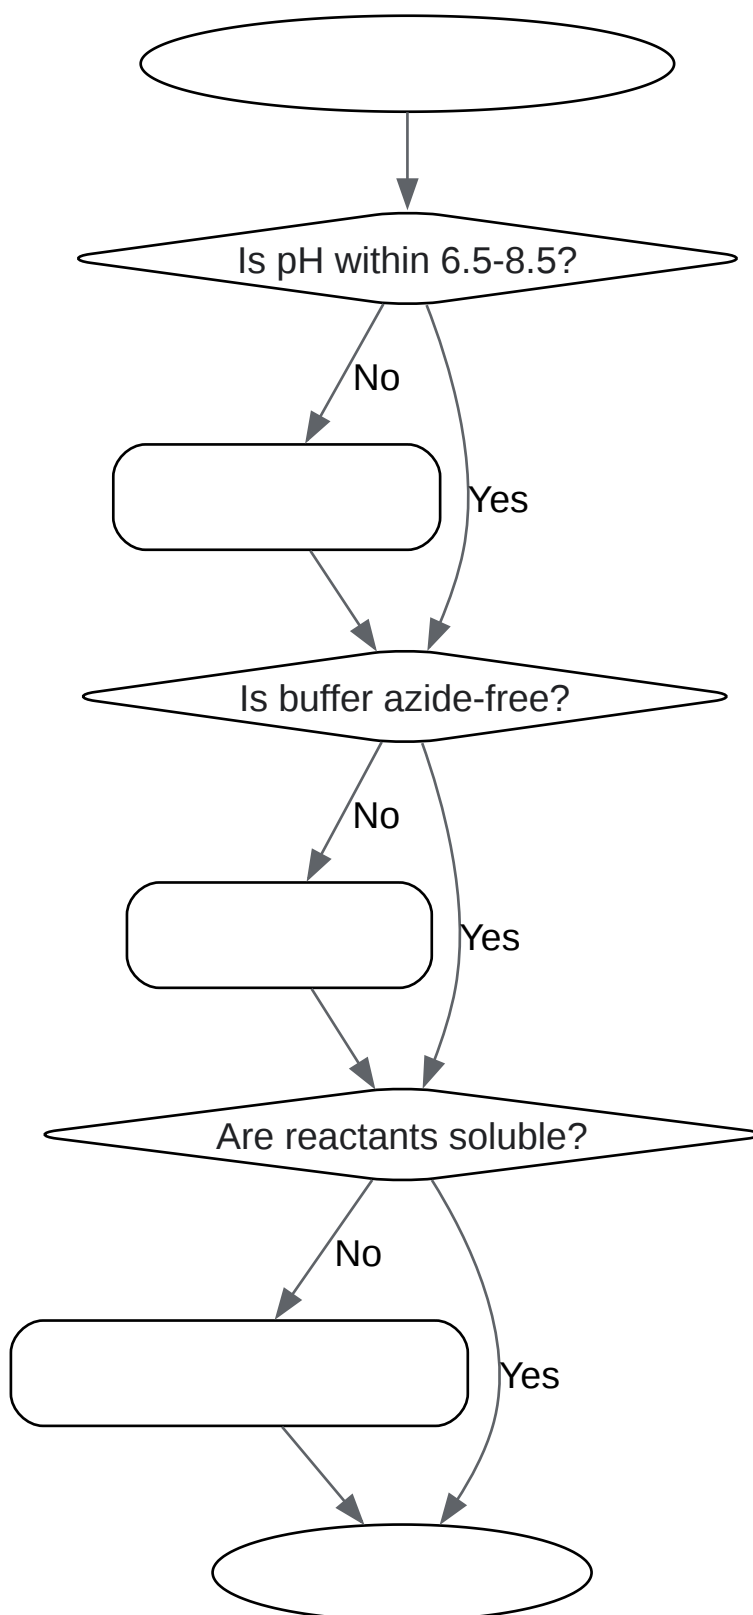 Is pH within 6.5-8.5?
No
Yes
Is buffer azide-free?
No
Yes
Are reactants soluble?
No
Yes